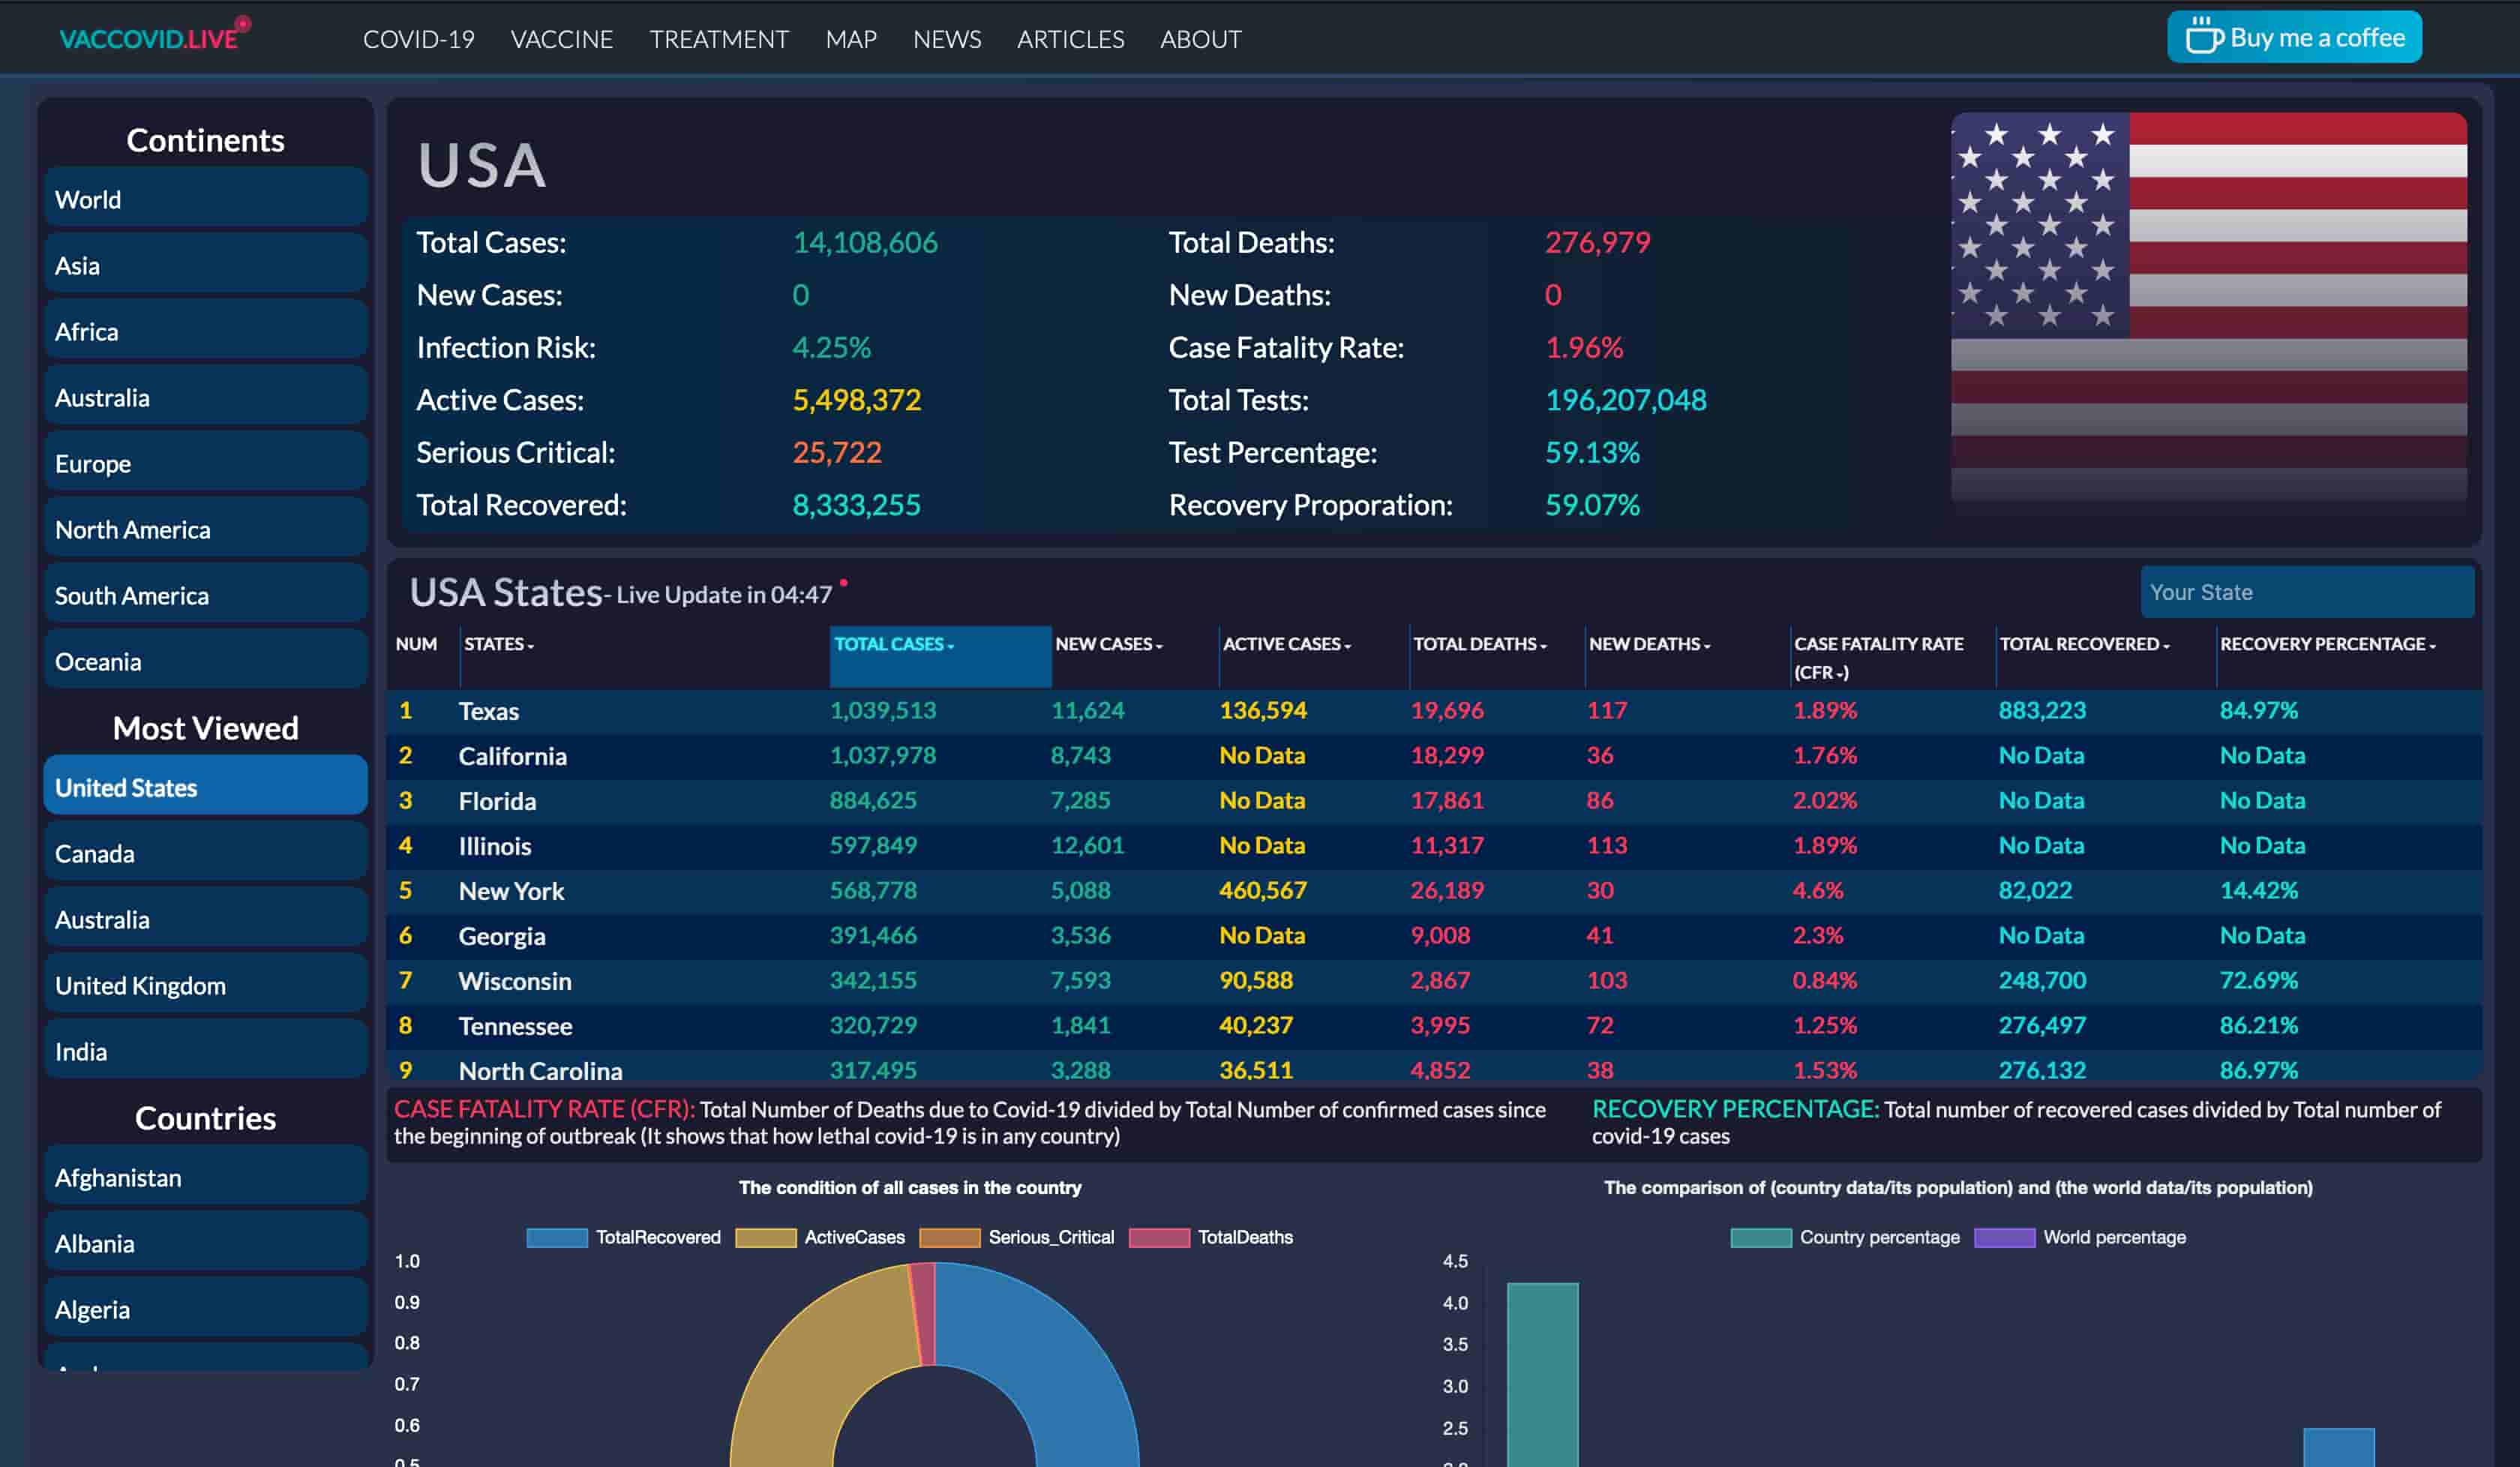 VACCOVID.LIVE
COVID-19 VACCINE TREATMENT MAP NEWS ARTICLES ABOUT
Buy me a coffee
Continents
World
Asia
Africa
Australia
Europe
North America
South America
Oceania
Most Viewed
United States
Canada
Australia
United Kingdom
India
Countries
Afghanistan
Albania
Algeria
USA
Total Cases: 14,108,606 Total Deaths: 276,979
New Cases: 0 New Deaths: 0
Infection Risk: 4.25% Case Fatality Rate: 1.96%
Active Cases: 5,498,372 Total Tests: 196,207,048
Serious Critical: 25,722 Test Percentage: 59.13%
Total Recovered: 8,333,255 Recovery Proporation: 59.07%
USA States- Live Update in 04:47
Your State
NUM STATES TOTAL CASES NEW CASES ACTIVE CASES TOTAL DEATHS NEW DEATHS CASE FATALITY RATE TOTAL RECOVERED RECOVERY PERCENTAGE
(CFR)
1 Texas 1,039,513 11,624 136,594 19,696 117 1.89% 883,223 84.97%
2 California 1,037,978 8,743 No Data 18,299 36 1.76% No Data No Data
3 Florida 884,625 7,285 No Data 17,861 86 2.02% No Data No Data
4 Illinois 597,849 12,601 No Data 11,317 113 1.89% No Data No Data
5 New York 568,778 5,088 460,567 26,189 30 4.6% 82,022 14.42%
6 Georgia 391,466 3,536 No Data 9,008 41 2.3% No Data No Data
7 Wisconsin 342,155 7,593 90,588 2,867 103 0.84% 248,700 72.69%
8 Tennessee 320,729 1,841 40,237 3,995 72 1.25% 276,497 86.21%
9 North Carolina 317,495 3,288 36,511 4,852 38 1.53% 276,132 86.97%
CASE FATALITY RATE (CFR): Total Number of Deaths due to Covid-19 divided by Total Number of confirmed cases since
the beginning of outbreak (It shows that how lethal covid-19 is in any country)
RECOVERY PERCENTAGE: Total number of recovered cases divided by Total number of
covid-19 cases
The condition of all cases in the country
TotalRecovered ActiveCases Serious_Critical TotalDeaths
1.0
0.9
0.8
0.7
0.6
0.5
The comparison of (country data/its population) and (the world data/its population)
Country percentage World percentage
4.5
4.0
3.5
3.0
2.5